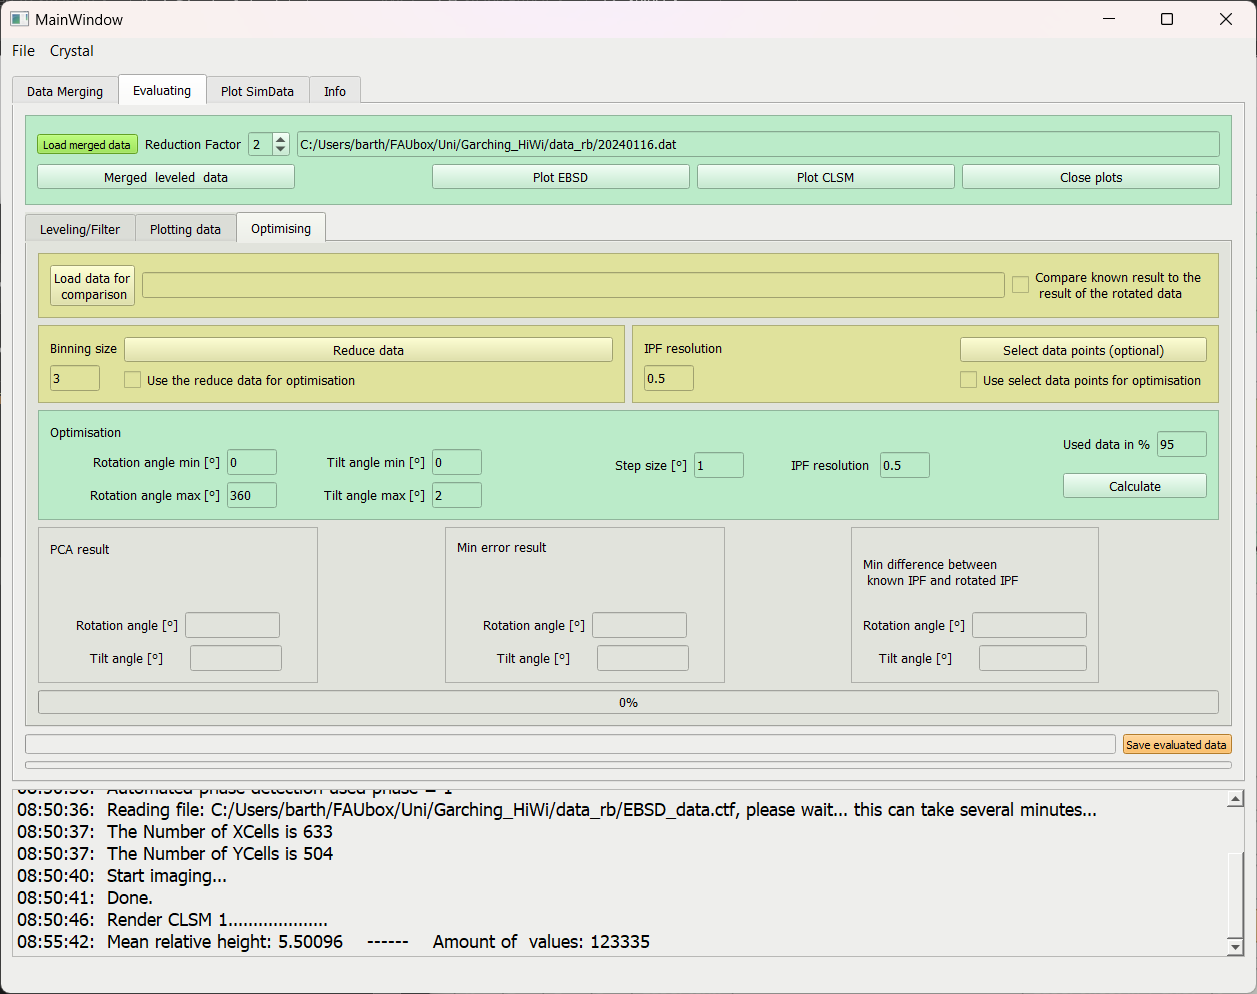 MainWindow
File Crystal
Data Merging Evaluating Plot SimData Info
Load merged data Reduction Factor 2 C:/Users/barth/FAUbox/Uni/Garching_HiWi/data_rb/20240116.dat
Merged leveled data Plot EBSD Plot CLSM Close plots
Leveling/Filter Plotting data Optimising
Load data for
comparison
Compare known result to the
result of the rotated data
Binning size Reduce data
3 Use the reduce data for optimisation
IPF resolution Select data points (optional)
0.5 Use select data points for optimisation
Optimisation
Rotation angle min [º] 0 Tilt angle min [º] 0 Step size [º] 1 IPF resolution 0.5 Used data in % 95
Rotation angle max [º] 360 Tilt angle max [º] 2 Calculate
PCA result
Rotation angle [º]
Tilt angle [º]
Min error result
Rotation angle [º]
Tilt angle [º]
Min difference between
known IPF and rotated IPF
Rotation angle [º]
Tilt angle [º]
0%
Save evaluated data
08:50:36: Automated phase detection used phase = 1
08:50:36: Reading file: C:/Users/barth/FAUbox/Uni/Garching_HiWi/data_rb/EBSD_data.ctf, please wait... this can take several minutes...
08:50:37: The Number of XCells is 633
08:50:37: The Number of YCells is 504
08:50:40: Start imaging...
08:50:41: Done.
08:50:46: Render CLSM 1....................
08:55:42: Mean relative height: 5.50096 ------ Amount of values: 123335